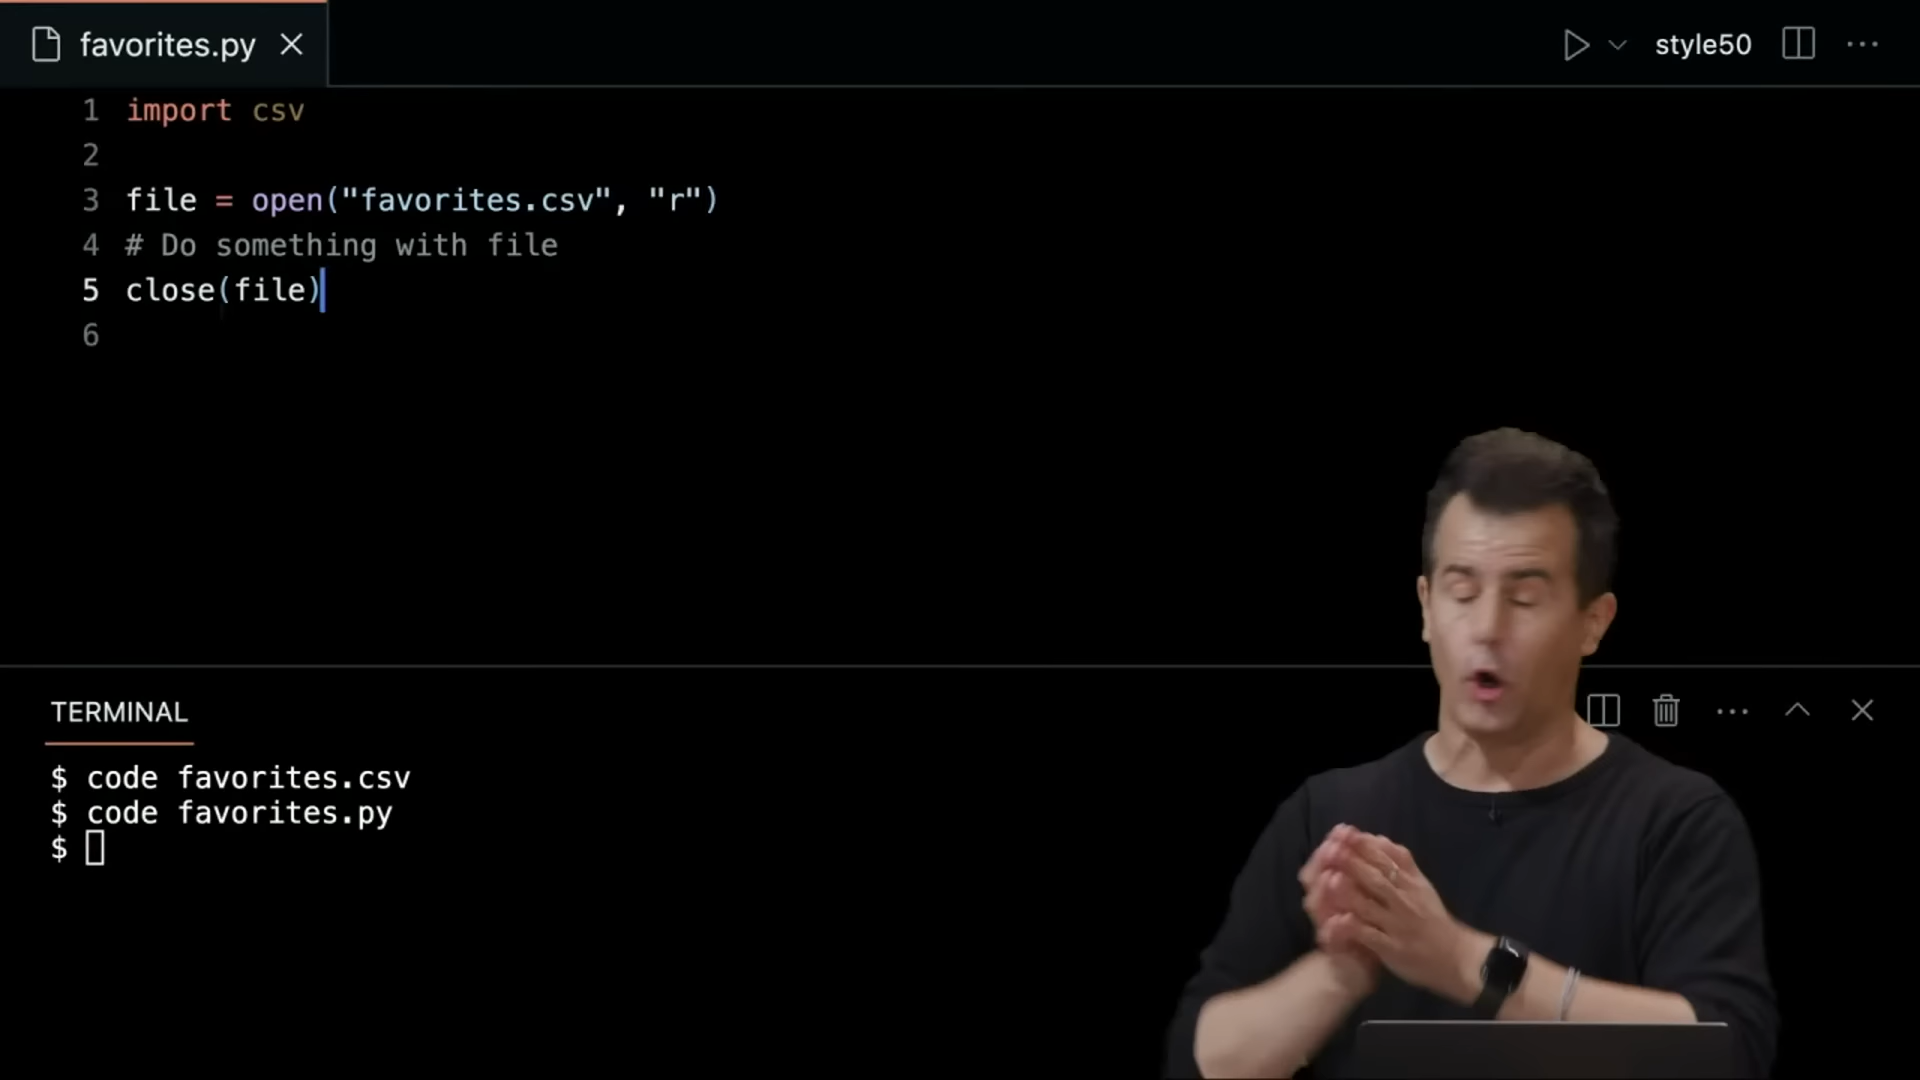 favorites.py
style50
1 import csv
2
3 file = open("favorites.csv", "r")
4 # Do something with file
5 close(file)
6
TERMINAL
$ code favorites.csv
$ code favorites.py
$